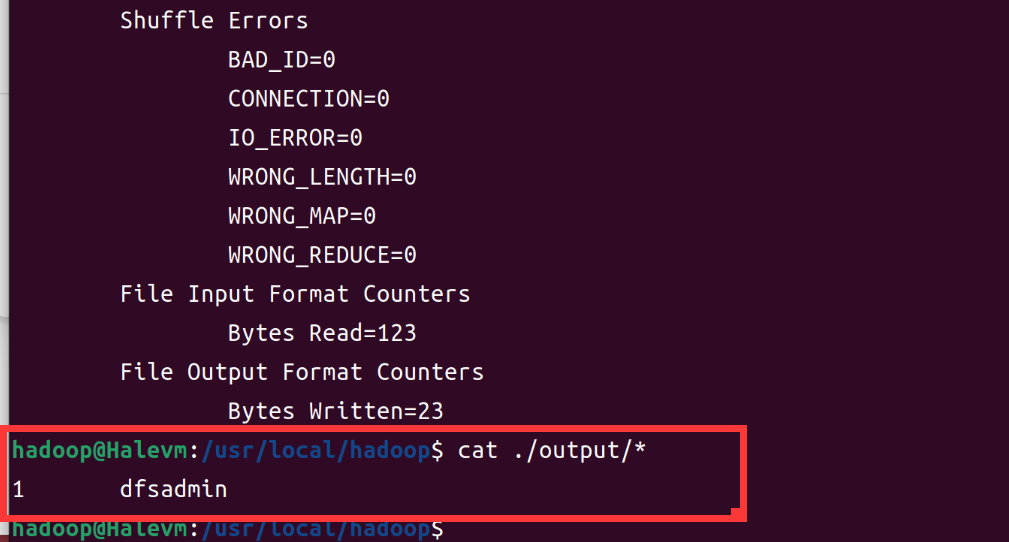 Shuffle Errors
BAD_ID=0
CONNECTION=0
IO_ERROR=0
WRONG_LENGTH=0
WRONG_MAP=0
WRONG_REDUCE=0
File Input Format Counters
Bytes Read=123
File Output Format Counters
Bytes Written=23
hadoop@Halevm:/usr/local/hadoop$ cat ./output/*
1       dfsadmin
hadoop@Halevm:/usr/local/hadoop$